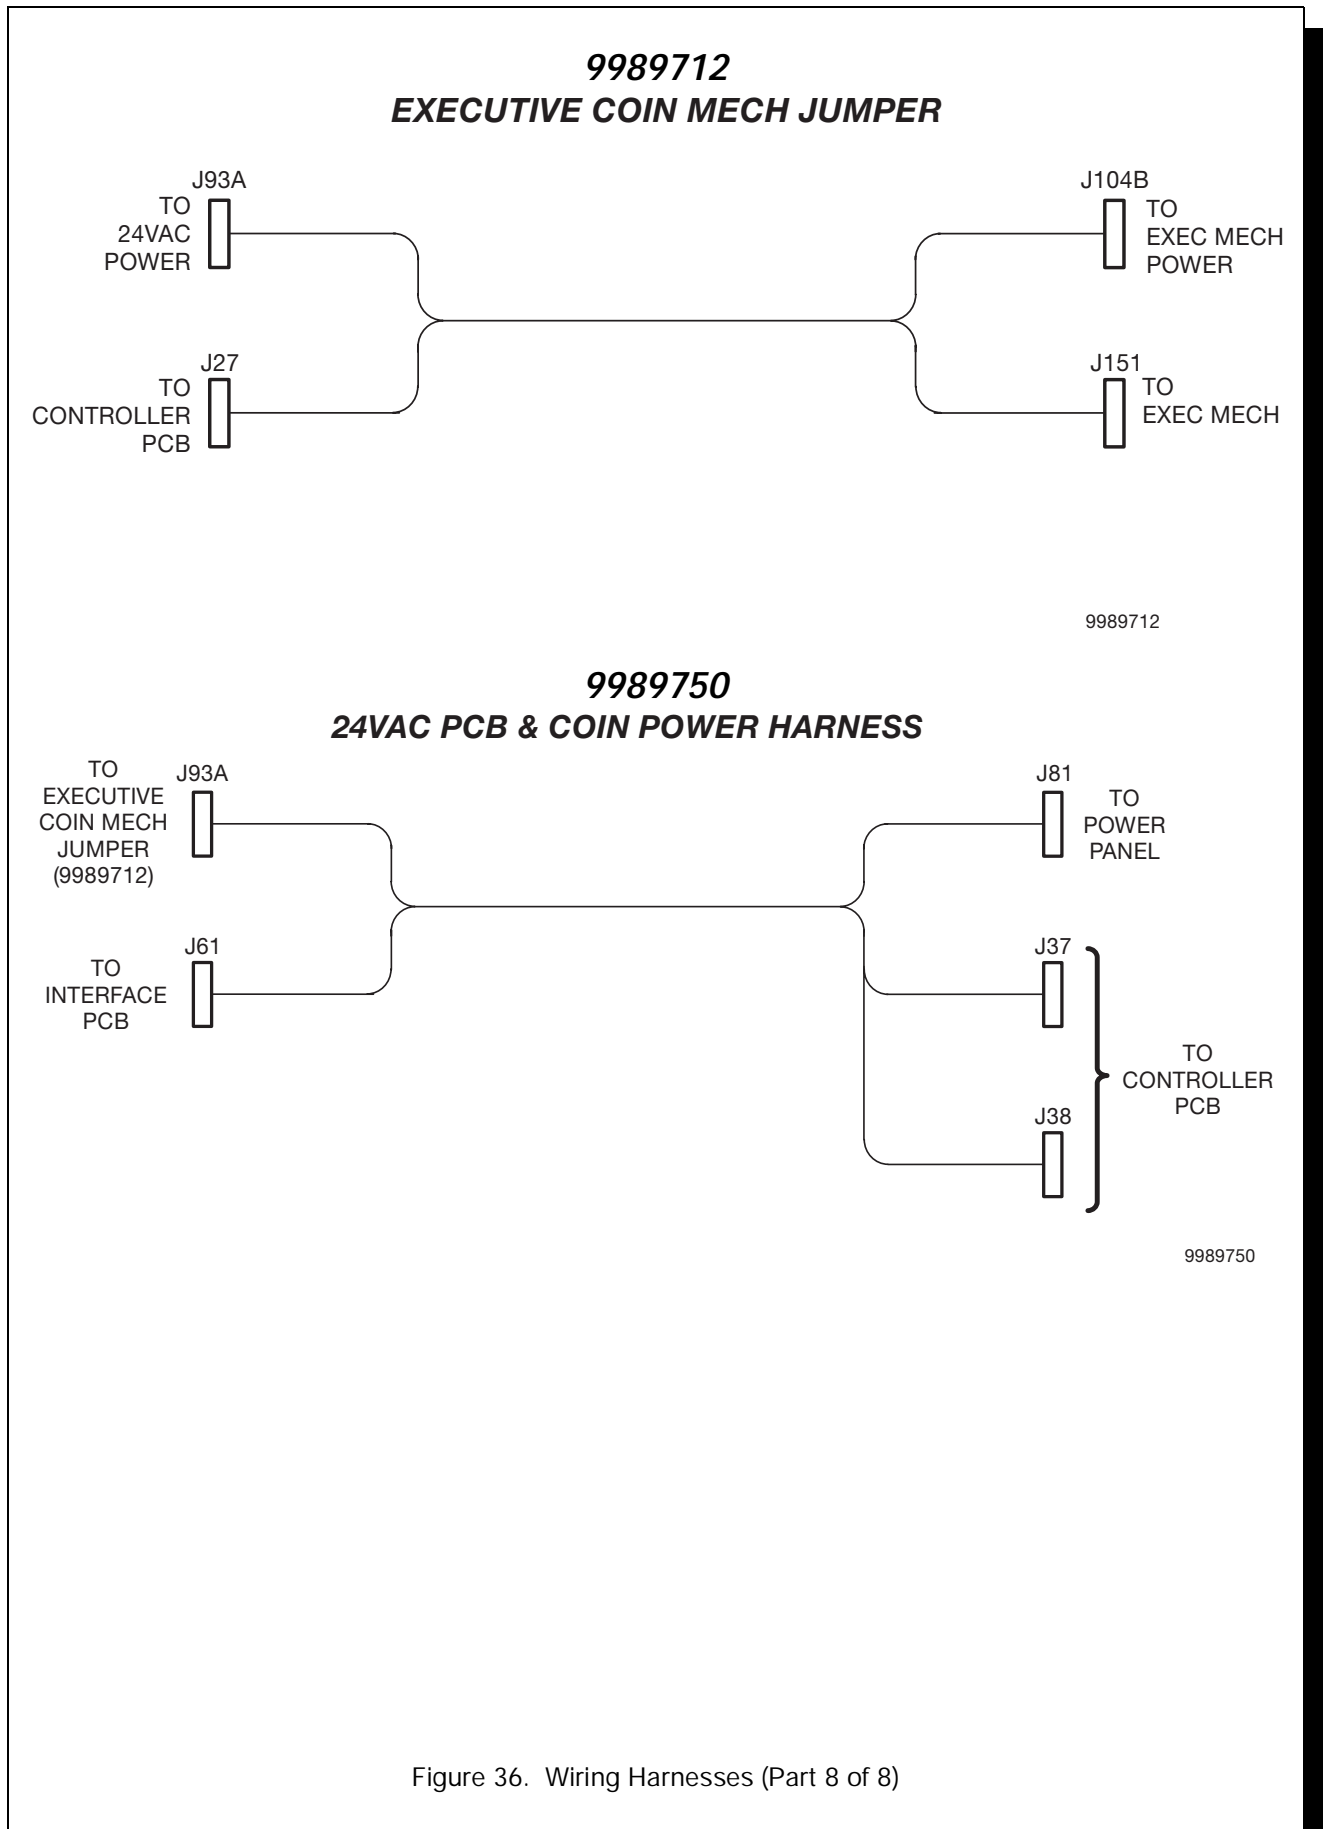 9989712
EXECUTIVE COIN MECH JUMPER
J93A
TO
24VAC
POWER
J104B
TO
EXEC MECH
POWER
J27
TO
CONTROLLER
PCB
J151
TO
EXEC MECH
9989712
9989750
24VAC PCB & COIN POWER HARNESS
TO
EXECUTIVE
COIN MECH
JUMPER
(9989712)
J93A
J81
TO
POWER
PANEL
J61
TO
INTERFACE
PCB
J37
J38
TO
CONTROLLER
PCB
9989750
Figure 36. Wiring Harnesses (Part 8 of 8)